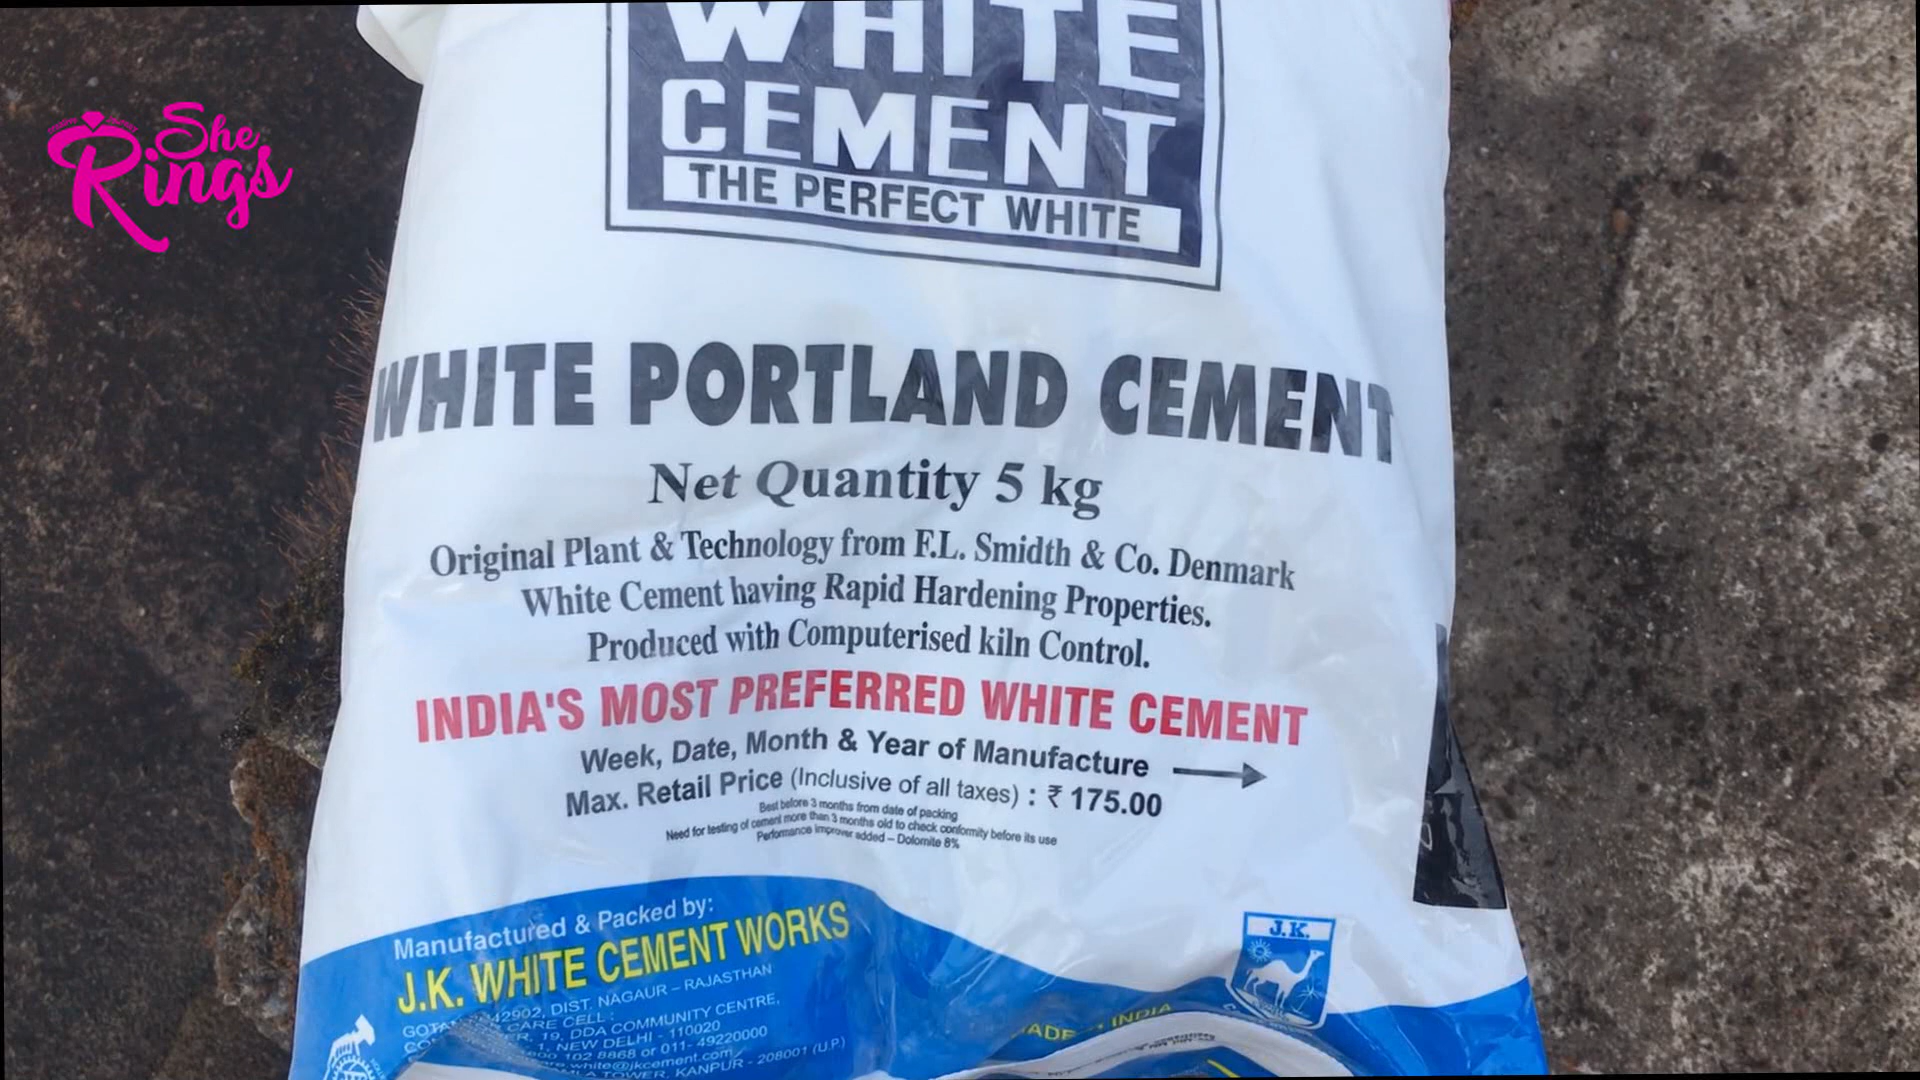 She
Rings
WHITE
CEMENT
THE PERFECT WHITE
WHITE PORTLAND CEMENT
Net Quantity 5 kg
Original Plant & Technology from F.L. Smidth & Co. Denmark
White Cement having Rapid Hardening Properties.
Produced with Computerised kiln Control.
INDIA'S MOST PREFERRED WHITE CEMENT
Week, Date, Month & Year of Manufacture
Max. Retail Price (Inclusive of all taxes) : ₹ 175.00
Best before 3 months from date of packing
Need for testing of cement more than 3 months old to check conformity before its use
Performance improver added – Dolomite 8%
Manufactured & Packed by:
J.K. WHITE CEMENT WORKS
42902, DIST. NAGAUR – RAJASTHAN
CARE CELL :
19, DDA COMMUNITY CENTRE,
1, NEW DELHI - 110020
102 8868 or 011- 49220000
white@jkcement.com
TOWER, KANPUR - 208001 (U.P.)
J.K.
INDIA